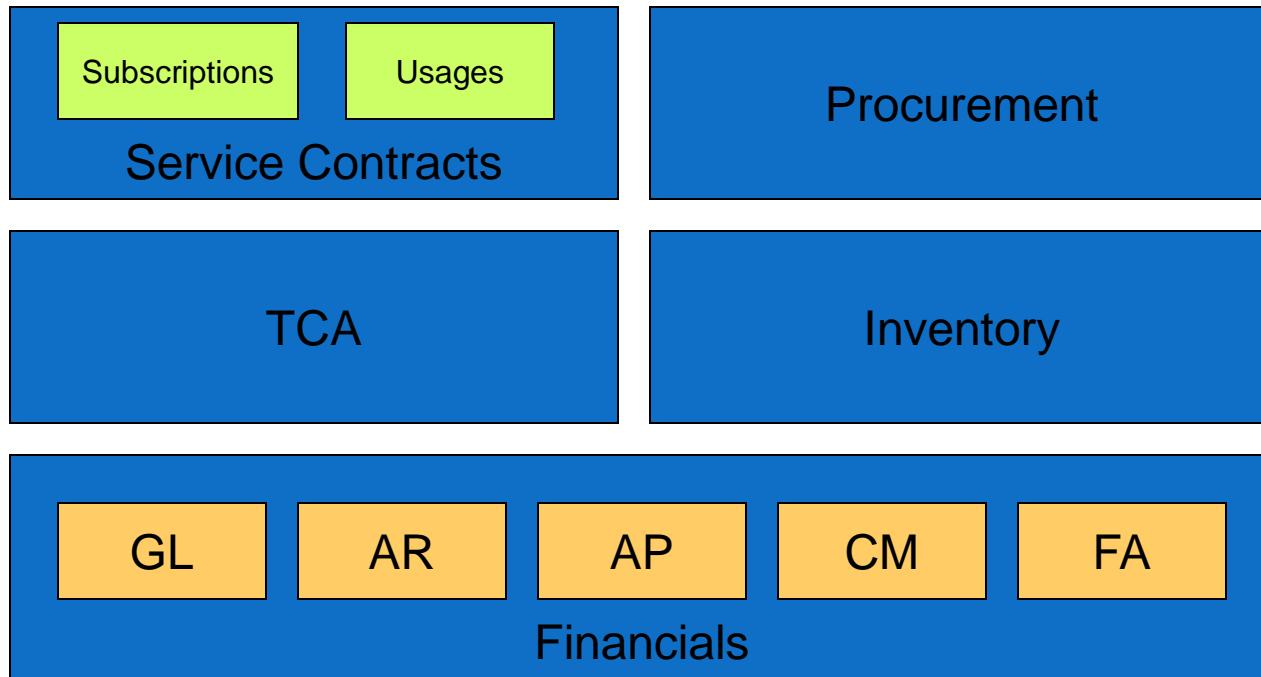 Subscriptions
Usages
Service Contracts
Procurement
TCA
Inventory
GL
AR
AP
CM
FA
Financials